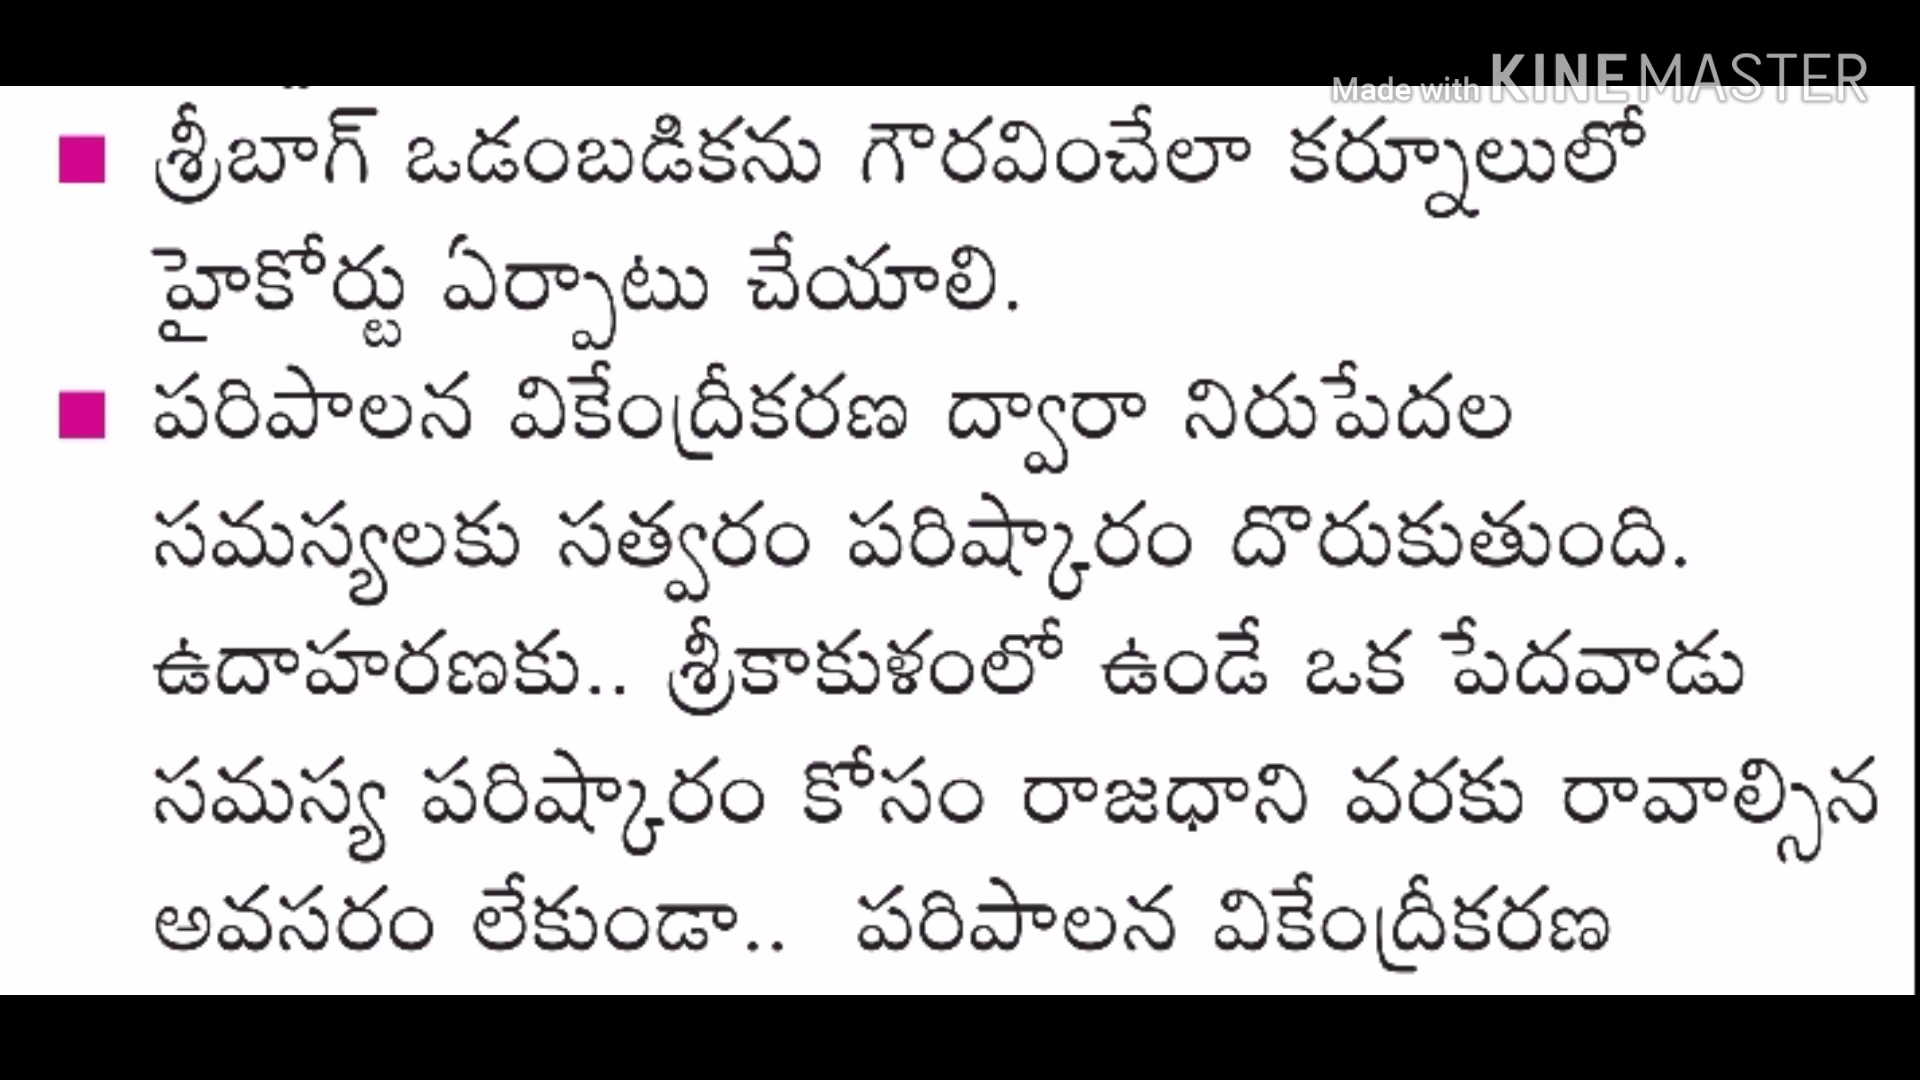 Made with KINEMASTER
■ శ్రీబాగ్ ఒడంబడికను గౌరవించేలా కర్నూలులో
హైకోర్టు ఏర్పాటు చేయాలి.
■ పరిపాలన వికేంద్రీకరణ ద్వారా నిరుపేదల
సమస్యలకు సత్వరం పరిష్కారం దొరుకుతుంది.
ఉదాహరణకు.. శ్రీకాకుళంలో ఉండే ఒక పేదవాడు
సమస్య పరిష్కారం కోసం రాజధాని వరకు రావాల్సిన
అవసరం లేకుండా.. పరిపాలన వికేంద్రీకరణ